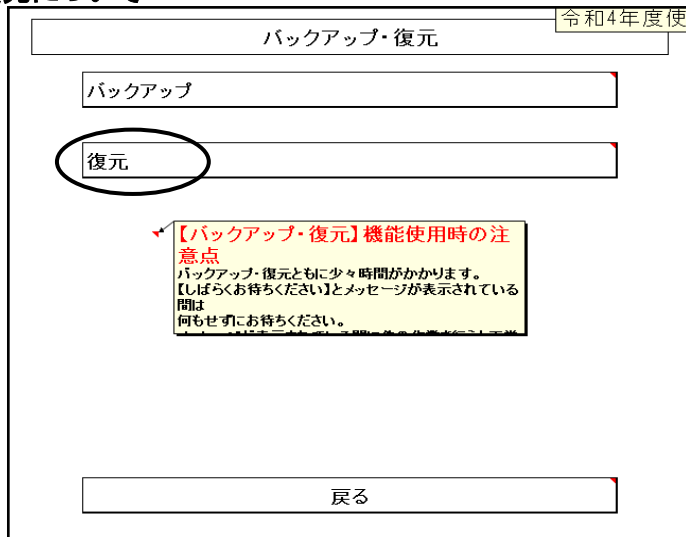 について
令和4年度使
バックアップ・復元
バックアップ
復元
【バックアップ・復元】機能使用時の注
意点
バックアップ・復元ともに少々時間がかかります。
【しばらくお待ちください】とメッセージが表示されている
間は
何もせずにお待ちください。
戻る